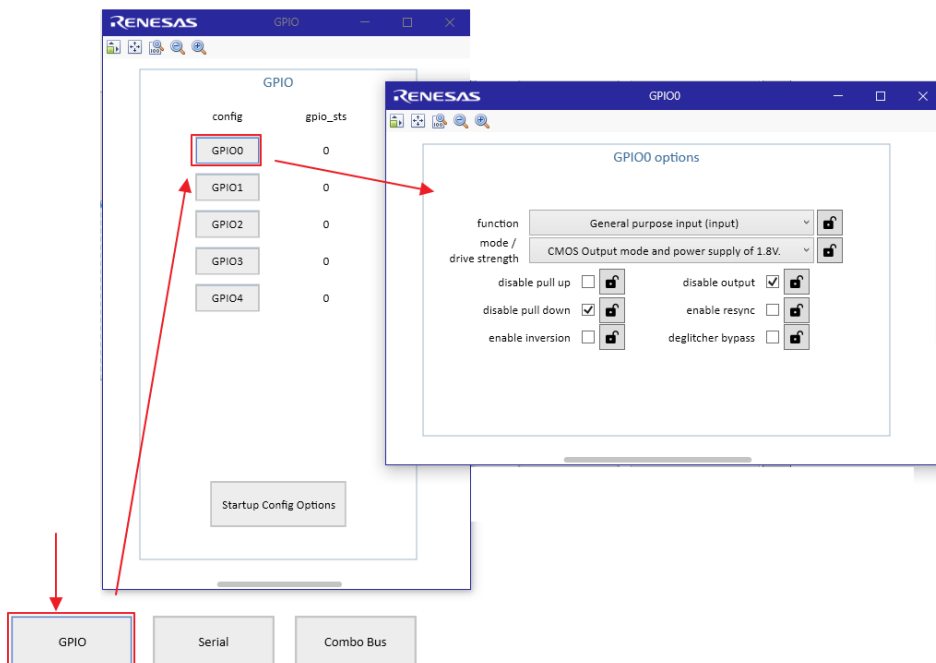 RENESAS GPIO
GPIO
config gpio_sts
GPIO0 0
GPIO1 0
GPIO2 0
GPIO3 0
GPIO4 0
Startup Config Options
RENESAS GPIO0
GPIO0 options
function General purpose input (input)
mode /
drive strength CMOS Output mode and power supply of 1.8V.
disable pull up disable output
disable pull down enable resync
enable inversion deglitcher bypass
GPIO Serial Combo Bus